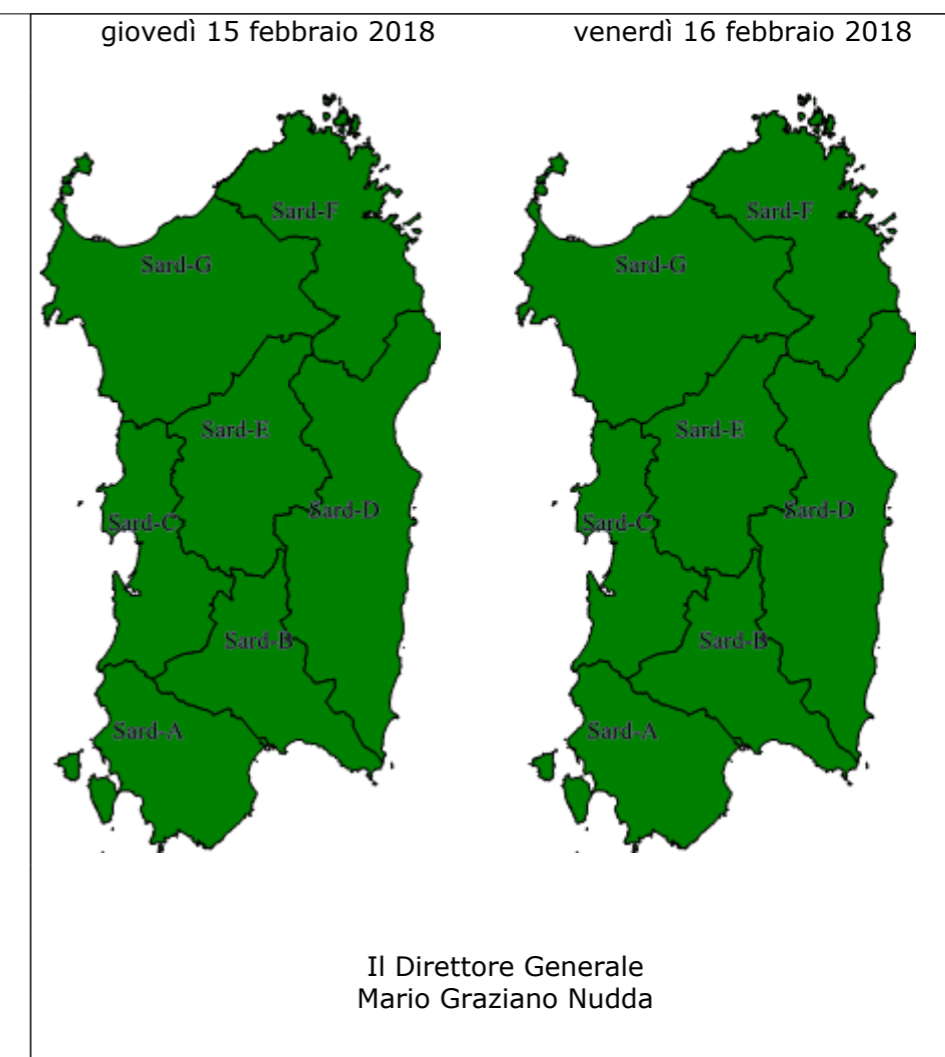 giovedì 15 febbraio 2018
venerdì 16 febbraio 2018
Sard-F
Sard-G
Sard-E
Sard-D
Sard-C
Sard-B
Sard-A
Sard-F
Sard-G
Sard-E
Sard-D
Sard-C
Sard-B
Sard-A
Il Direttore Generale
Mario Graziano Nudda